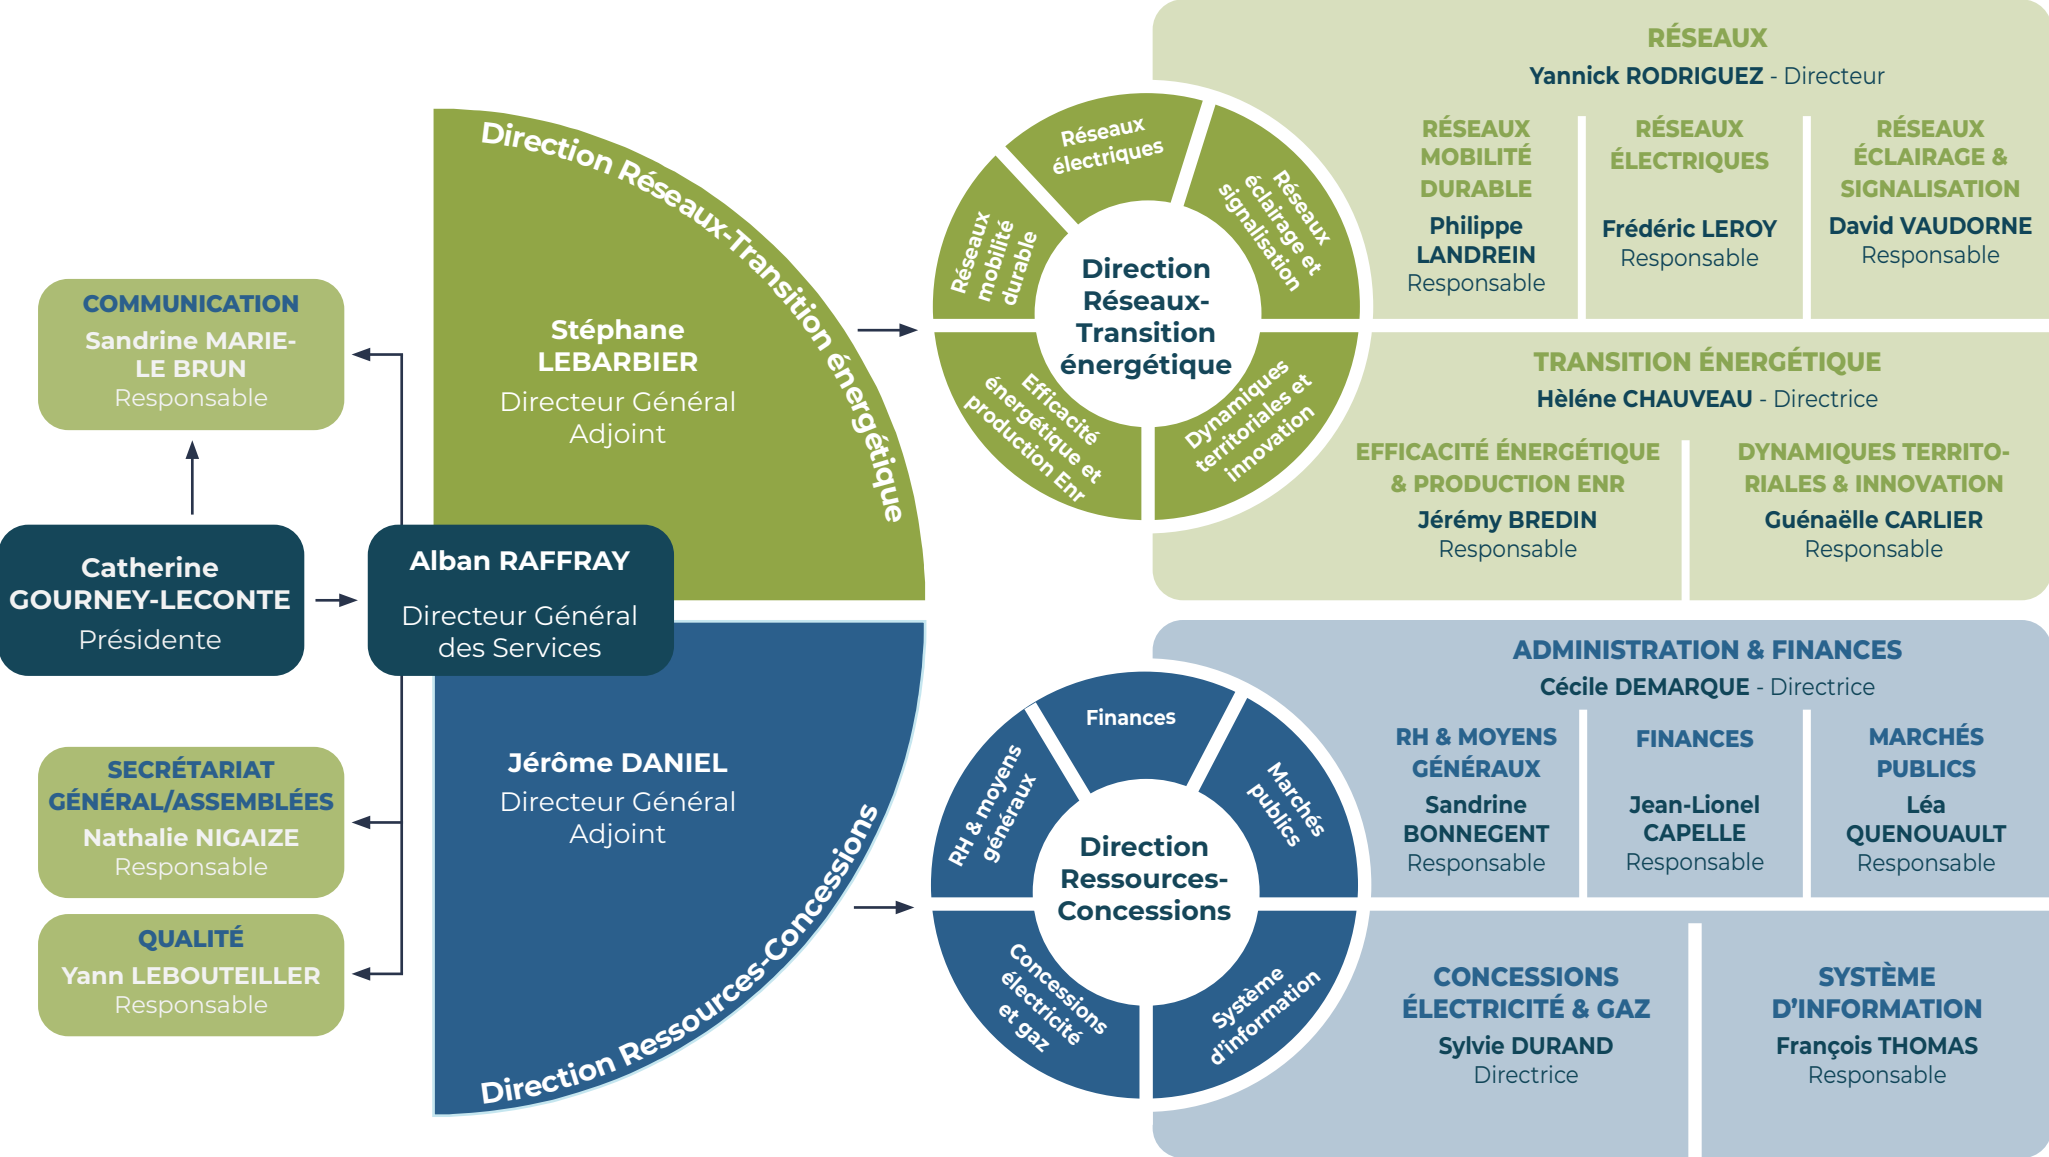 COMMUNICATION
Sandrine MARIE-
LE BRUN
Responsable
Catherine
GOURNEY-LECONTE
Présidente
Alban RAFFRAY
Directeur Général
des Services
SECRÉTARIAT
GÉNÉRAL/ASSEMBLÉES
Nathalie NIGAIZE
Responsable
QUALITÉ
Yann LEBOUTEILLER
Responsable
Direction Réseaux-Transition énergétique
Stéphane
LEBARBIER
Directeur Général
Adjoint
Jérôme DANIEL
Directeur Général
Adjoint
Direction Ressources-Concessions
Réseaux
mobilité
durable
Réseaux
électriques
Réseaux
éclairage et
signalisation
Direction
Réseaux-
Transition
énergétique
Efficacité
énergétique et
production Enr
Dynamiques
territoriales et
innovation
RÉSEAUX
Yannick RODRIGUEZ - Directeur
RÉSEAUX
MOBILITÉ
DURABLE
Philippe
LANDREIN
Responsable
RÉSEAUX
ÉLECTRIQUES
Frédéric LEROY
Responsable
RÉSEAUX
ÉCLAIRAGE &
SIGNALISATION
David VAUDORNE
Responsable
TRANSITION ÉNERGÉTIQUE
Hèléne CHAUVEAU - Directrice
EFFICACITÉ ÉNERGÉTIQUE
& PRODUCTION ENR
Jérémy BREDIN
Responsable
DYNAMIQUES TERRITO-
RIALES & INNOVATION
Guénaëlle CARLIER
Responsable
RH & moyens
généraux
Finances
Marchés
publics
Direction
Ressources-
Concessions
Concessions
électricité
et gaz
Système
d'information
ADMINISTRATION & FINANCES
Cécile DEMARQUE - Directrice
RH & MOYENS
GÉNÉRAUX
Sandrine
BONNEGENT
Responsable
FINANCES
Jean-Lionel
CAPELLE
Responsable
MARCHÉS
PUBLICS
Léa
QUENOUAULT
Responsable
CONCESSIONS
ÉLECTRICITÉ & GAZ
Sylvie DURAND
Directrice
SYSTÈME
D'INFORMATION
François THOMAS
Responsable